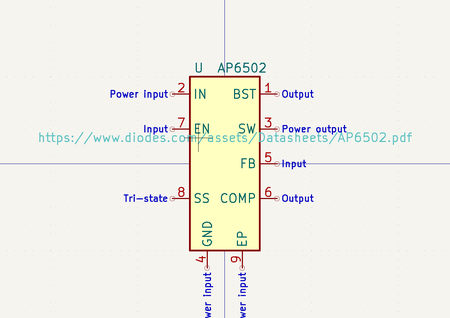 U AP6502
Power input 2 IN BST 1 Output
Input 7 EN SW 3 Power output
https://www.diodes.com/assets/Datasheets/AP6502.pdf
FB 5 Input
Tri-state 8 SS COMP 6 Output
GND EP
4 9
wer input wer input